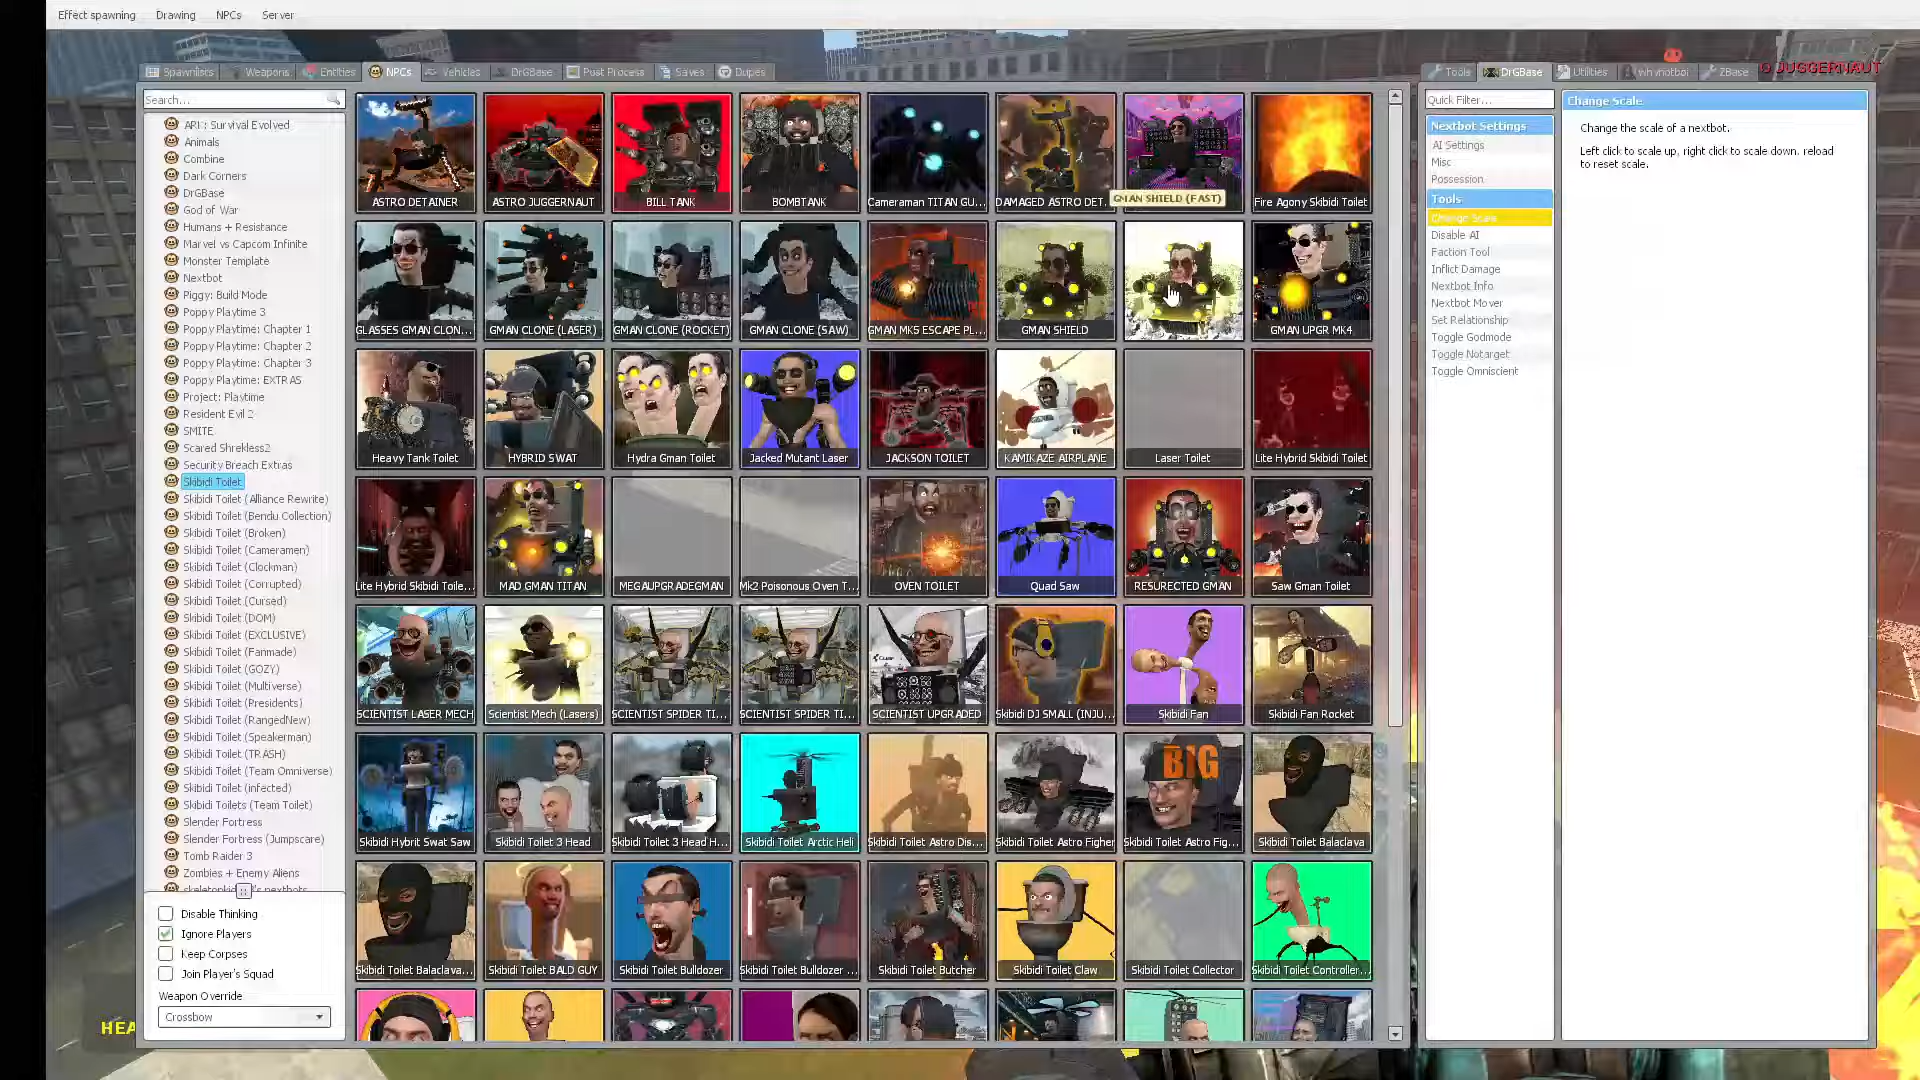 Effect spawning Drawing NPCs Server
Spawnlists Weapons Entities NPCs Vehicles DrGBase Post Process Saves Dupes
Tools DrGBase Utilities whynotboi ZBase
JUGGERNAUT
Search...
ARK: Survival Evolved
Animals
Combine
Dark Corners
DrGBase
God of War
Humans + Resistance
Marvel vs Capcom Infinite
Monster Template
Nextbot
Piggy: Build Mode
Poppy Playtime 3
Poppy Playtime: Chapter 1
Poppy Playtime: Chapter 2
Poppy Playtime: Chapter 3
Poppy Playtime: EXTRAS
Project: Playtime
Resident Evil 2
SMITE
Scared Shrekless2
Security Breach Extras
Skibidi Toilet
Skibidi Toilet (Alliance Rewrite)
Skibidi Toilet (Bendu Collection)
Skibidi Toilet (Broken)
Skibidi Toilet (Cameramen)
Skibidi Toilet (Clockman)
Skibidi Toilet (Corrupted)
Skibidi Toilet (Cursed)
Skibidi Toilet (DOM)
Skibidi Toilet (EXCLUSIVE)
Skibidi Toilet (Fanmade)
Skibidi Toilet (GOZY)
Skibidi Toilet (Multiverse)
Skibidi Toilet (Presidents)
Skibidi Toilet (RangedNew)
Skibidi Toilet (Speakerman)
Skibidi Toilet (TRASH)
Skibidi Toilet (Team Omniverse)
Skibidi Toilet (infected)
Skibidi Toilets (Team Toilet)
Slender Fortress
Slender Fortress (Jumpscare)
Tomb Raider 3
Zombies + Enemy Aliens
Disable Thinking
Ignore Players
Keep Corpses
Join Player's Squad
Weapon Override
Crossbow
HEA
ASTRO DETAINER ASTRO JUGGERNAUT BILL TANK BOMBTANK Cameraman TITAN GU... DAMAGED ASTRO DET... GMAN SHIELD (FAST) Fire Agony Skibidi Toilet
GLASSES GMAN CLON... GMAN CLONE (LASER) GMAN CLONE (ROCKET) GMAN CLONE (SAW) GMAN MK5 ESCAPE PL... GMAN SHIELD GMAN UPGR MK4
Heavy Tank Toilet HYBRID SWAT Hydra Gman Toilet Jacked Mutant Laser JACKSON TOILET KAMIKAZE AIRPLANE Laser Toilet Lite Hybrid Skibidi Toilet
Lite Hybrid Skibidi Toile... MAD GMAN TITAN MEGAUPGRADEGMAN Mk2 Poisonous Oven T... OVEN TOILET Quad Saw RESURECTED GMAN Saw Gman Toilet
SCIENTIST LASER MECH Scientist Mech (Lasers) SCIENTIST SPIDER TI... SCIENTIST SPIDER TI... SCIENTIST UPGRADED Skibidi DJ SMALL (INJU... Skibidi Fan Skibidi Fan Rocket
BIG
Skibidi Hybrit Swat Saw Skibidi Toilet 3 Head Skibidi Toilet 3 Head H... Skibidi Toilet Arctic Heli Skibidi Toilet Astro Dis... Skibidi Toilet Astro Figher Skibidi Toilet Astro Fig... Skibidi Toilet Balaclava
Skibidi Toilet Balaclava... Skibidi Toilet BALD GUY Skibidi Toilet Bulldozer Skibidi Toilet Bulldozer ... Skibidi Toilet Butcher Skibidi Toilet Claw Skibidi Toilet Collector Skibidi Toilet Controller...
Quick Filter...
Nextbot Settings
AI Settings
Misc
Possession
Tools
Change Scale
Disable AI
Faction Tool
Inflict Damage
Nextbot Info
Nextbot Mover
Set Relationship
Toggle Godmode
Toggle Notarget
Toggle Omniscient
Change Scale
Change the scale of a nextbot.
Left click to scale up, right click to scale down. reload
to reset scale.